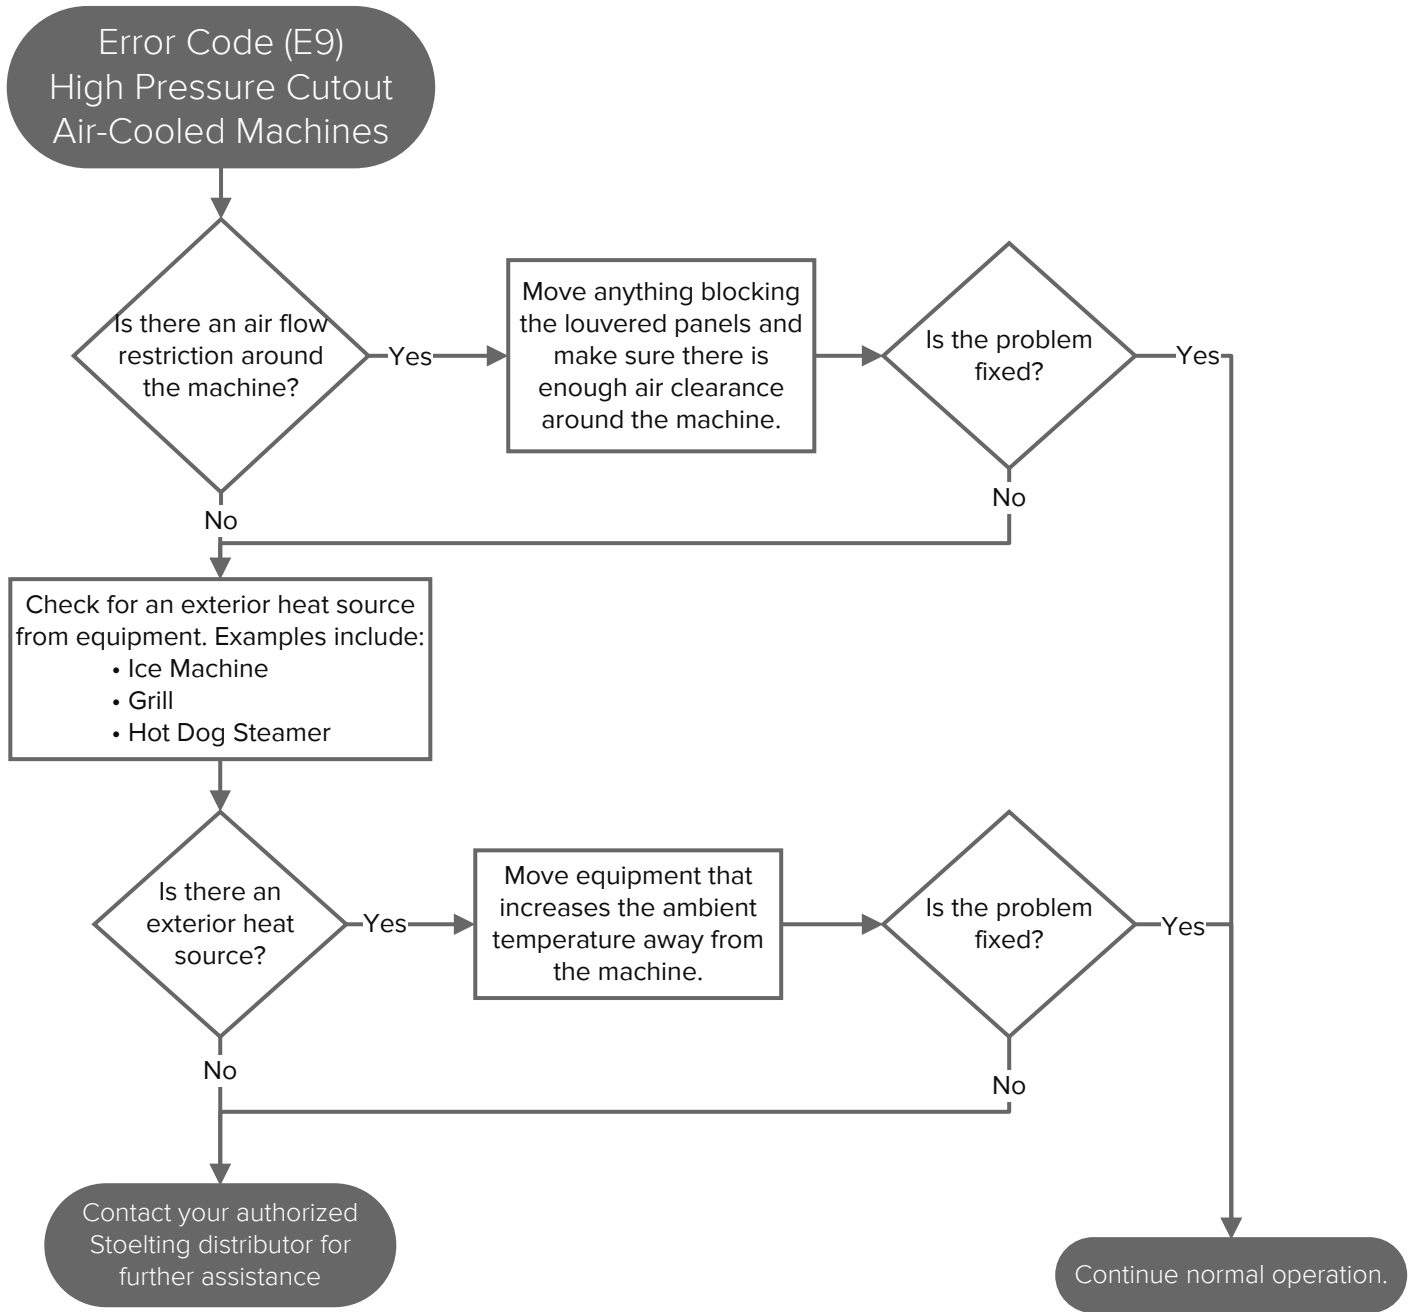 Error Code (E9)
High Pressure Cutout
Air-Cooled Machines
Is there an air flow
restriction around
the machine?
Yes
Move anything blocking
the louvered panels and
make sure there is
enough air clearance
around the machine.
Is the problem
fixed?
Yes
No
No
Check for an exterior heat source
from equipment. Examples include:
• Ice Machine
• Grill
• Hot Dog Steamer
Is there an
exterior heat
source?
Yes
Move equipment that
increases the ambient
temperature away from
the machine.
Is the problem
fixed?
Yes
No
No
Contact your authorized
Stoelting distributor for
further assistance
Continue normal operation.